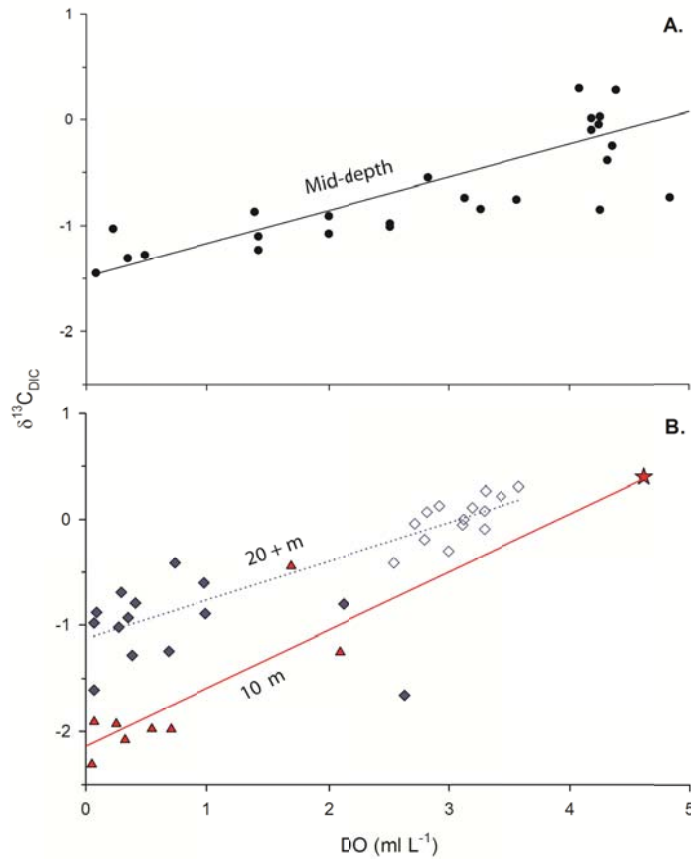 A.
1
0
-1
-2
Mid-depth
δ¹³C_DIC
B.
1
0
-1
-2
20 + m
10 m
0 1 2 3 4 5
DO (ml L⁻¹)